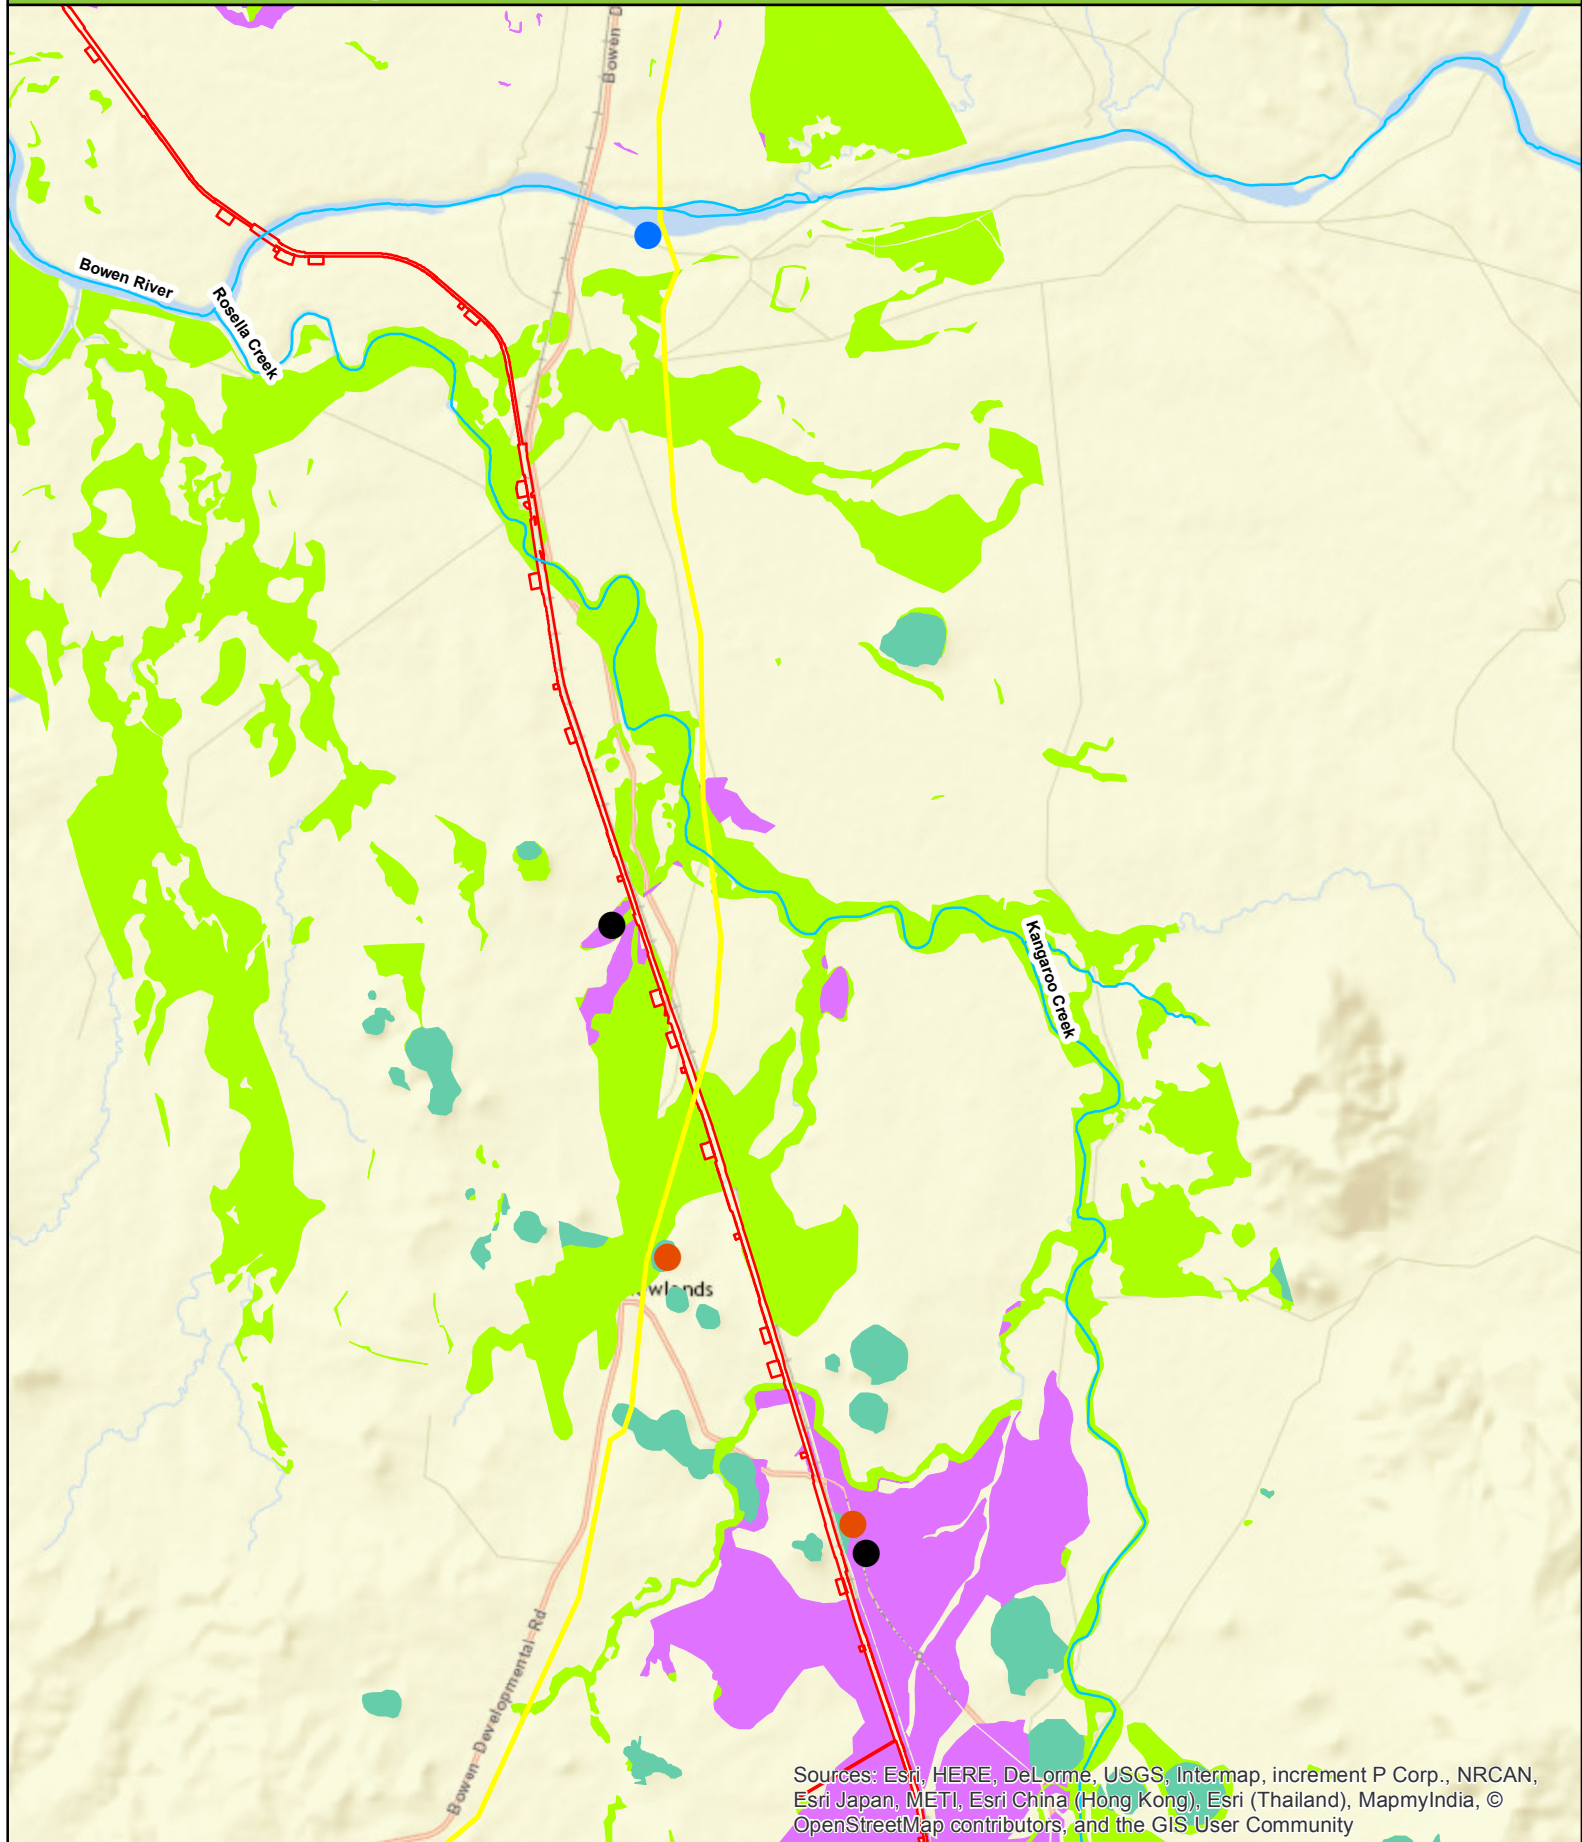 Bowen D
Bowen River
Rosella Creek
Kangaroo Creek
Bowen Developmental Rd
Sources: Esri, HERE, DeLorme, USGS, Intermap, increment P Corp., NRCAN,
Esri Japan, METI, Esri China (Hong Kong), Esri (Thailand), MapmyIndia, ©
OpenStreetMap contributors, and the GIS User Community